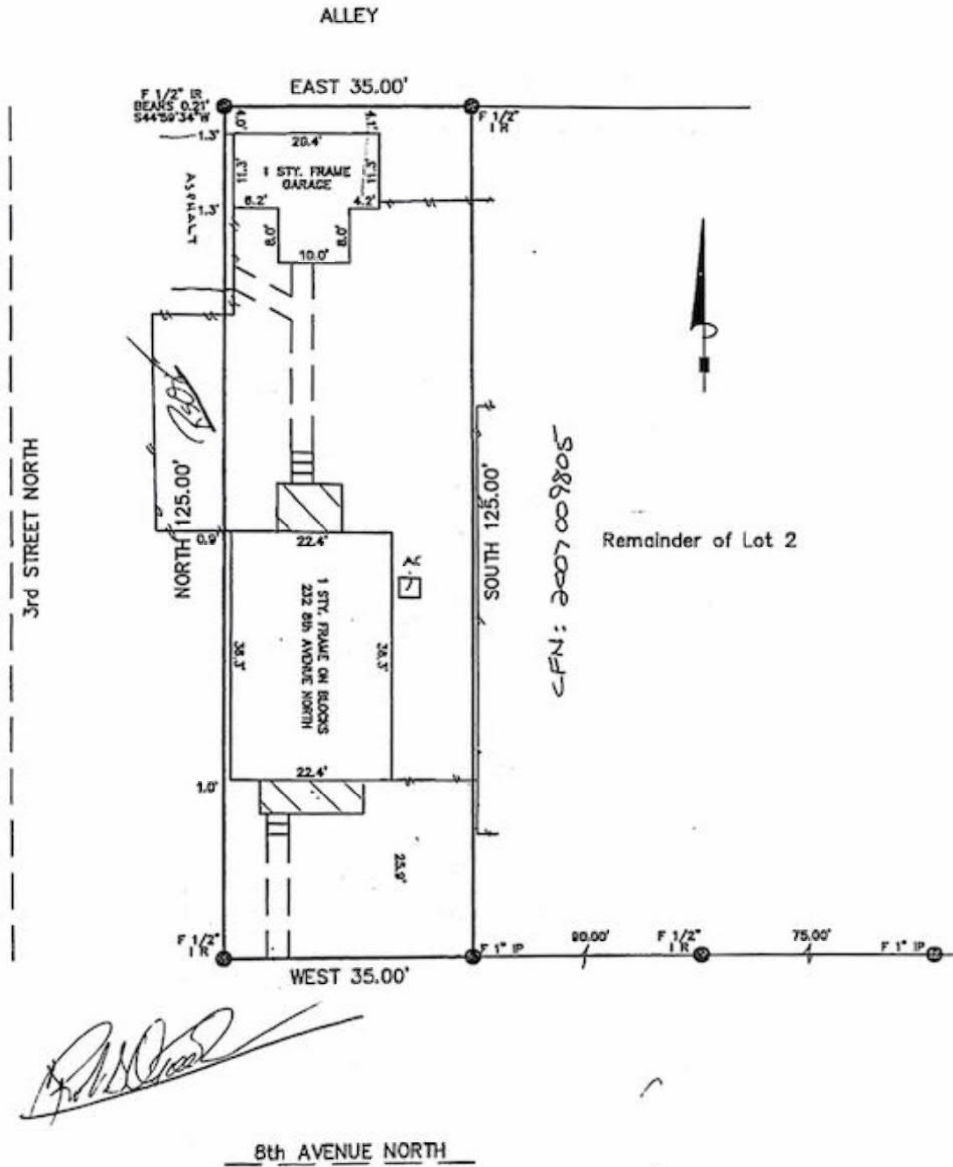 ALLEY
EAST 35.00'
F 1/2" IR
BEARS 0.21'
S44°59'34"W
F 1/2"
I R
4.0'
4.1'
1.3'
20.4'
11.3'
11.3'
1 STY. FRAME
GARAGE
ASPHALT
1.3'
6.2'
4.2'
8.0'
8.0'
10.0'
3rd STREET NORTH
NORTH 125.00'
SOUTH 125.00'
CFN: 2007009805
Remainder of Lot 2
0.9'
22.4'
38.3'
38.3'
1 STY. FRAME ON BLOCKS
232 8th AVENUE NORTH
22.4'
1.0'
25.9'
F 1/2"
I R
F 1" IP
90.00'
F 1/2"
I R
75.00'
F 1" IP
WEST 35.00'
8th AVENUE NORTH